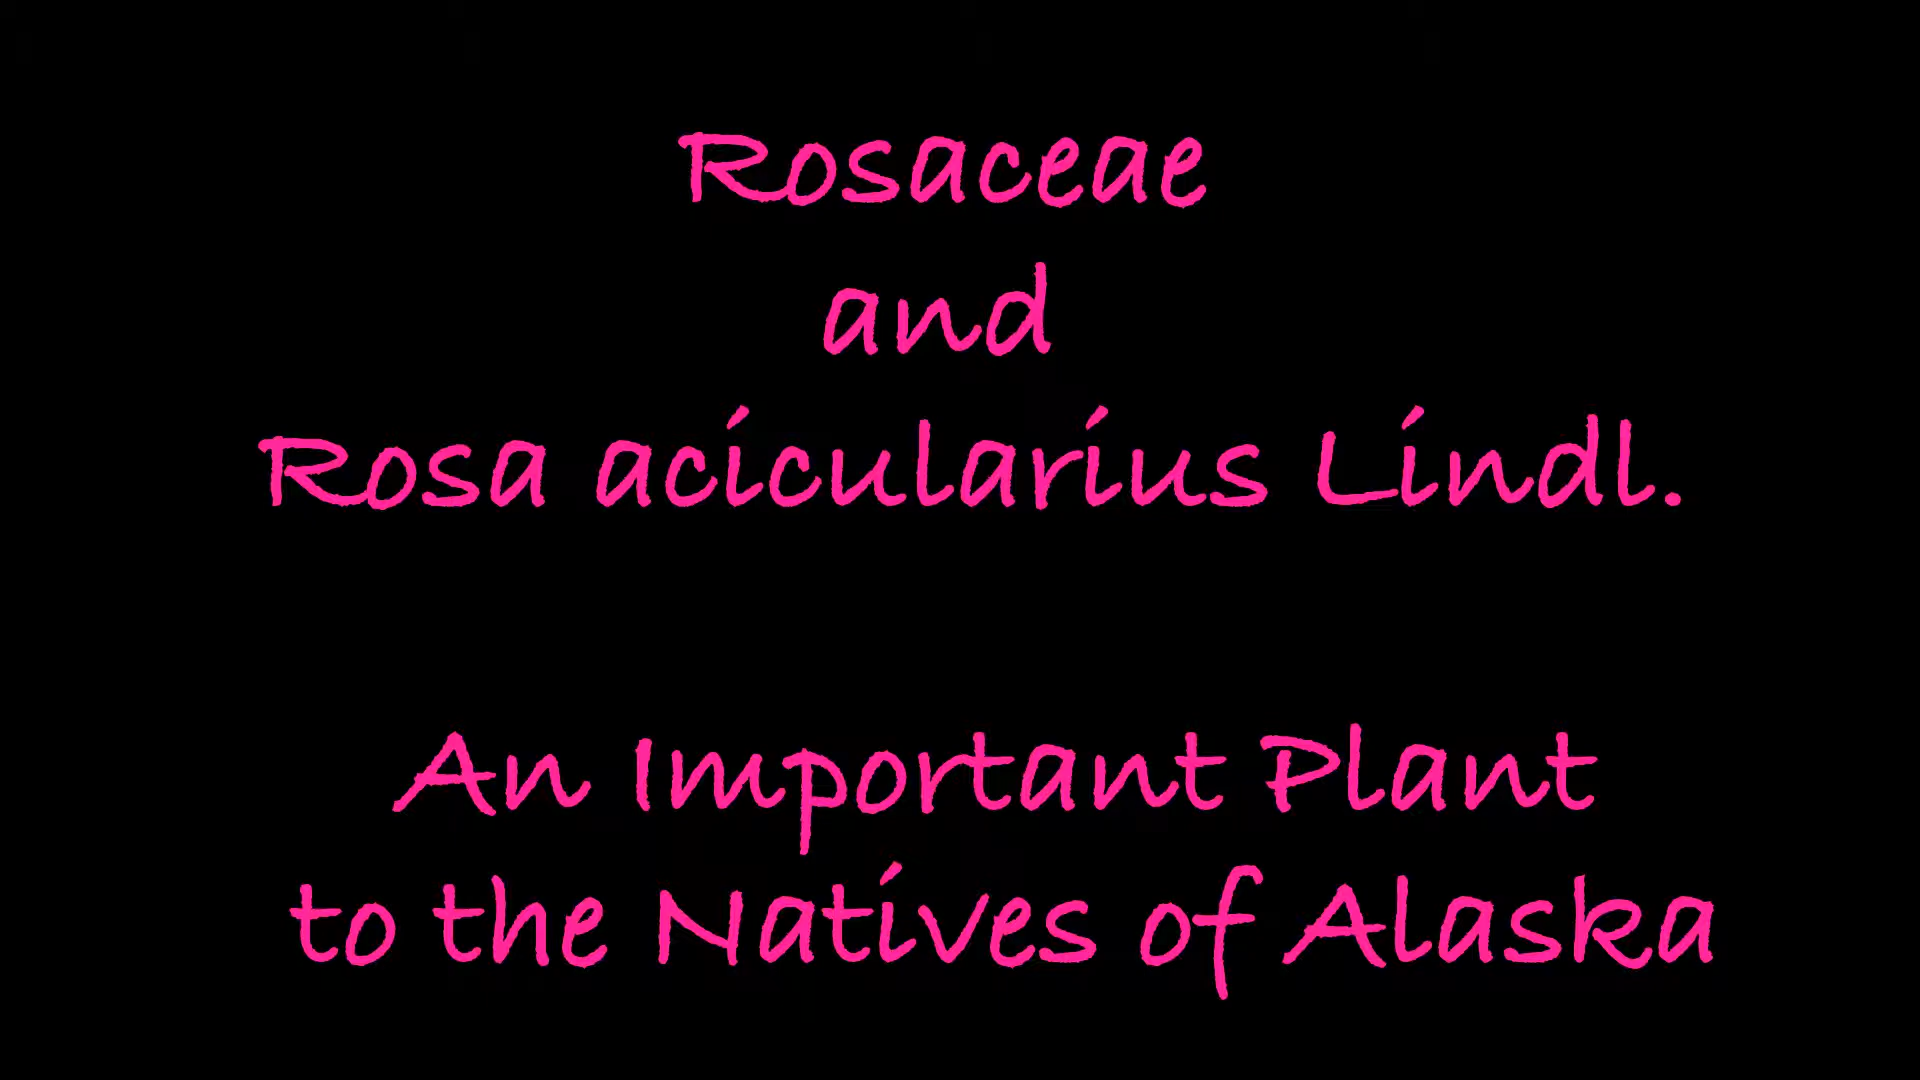 Rosaceae
and
Rosa acicularius Lindl.
An Important Plant
to the Natives of Alaska